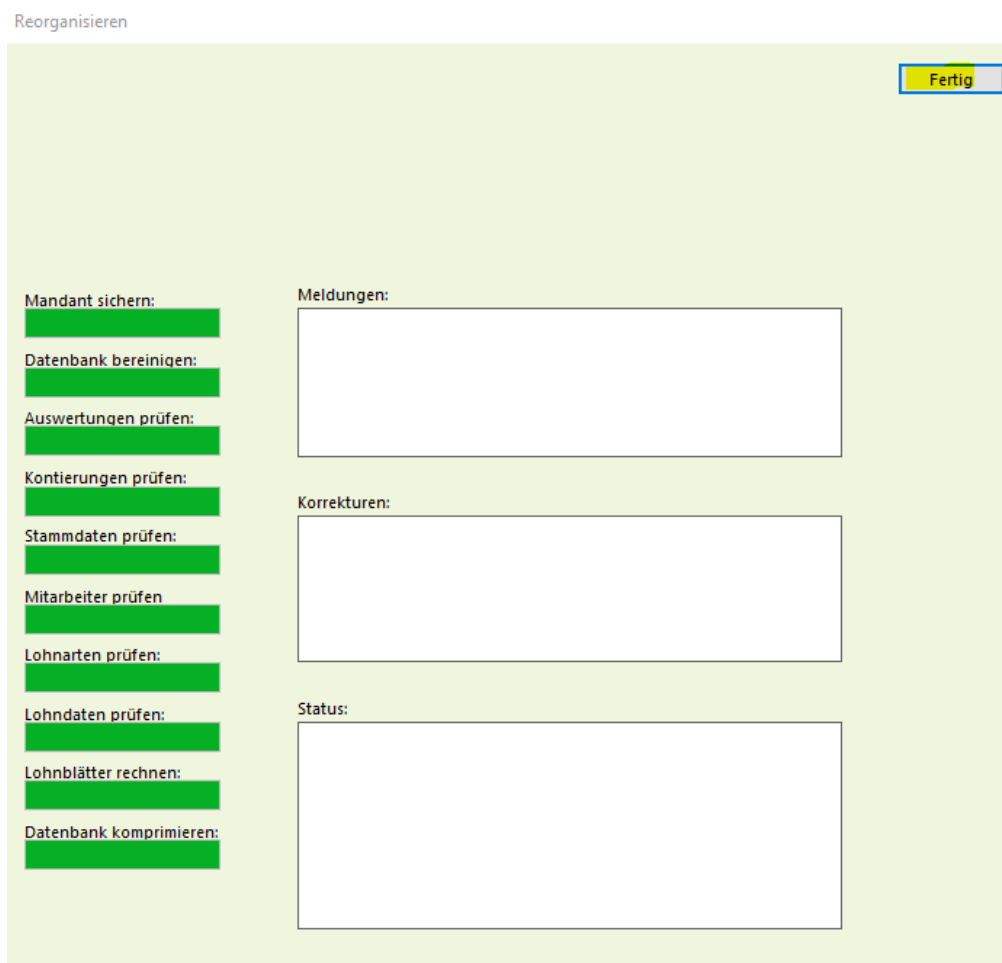 Reorganisieren
Fertig
Mandant sichern:
Datenbank bereinigen:
Auswertungen prüfen:
Kontierungen prüfen:
Stammdaten prüfen:
Mitarbeiter prüfen
Lohnarten prüfen:
Lohndaten prüfen:
Lohnblätter rechnen:
Datenbank komprimieren:
Meldungen:
Korrekturen:
Status: